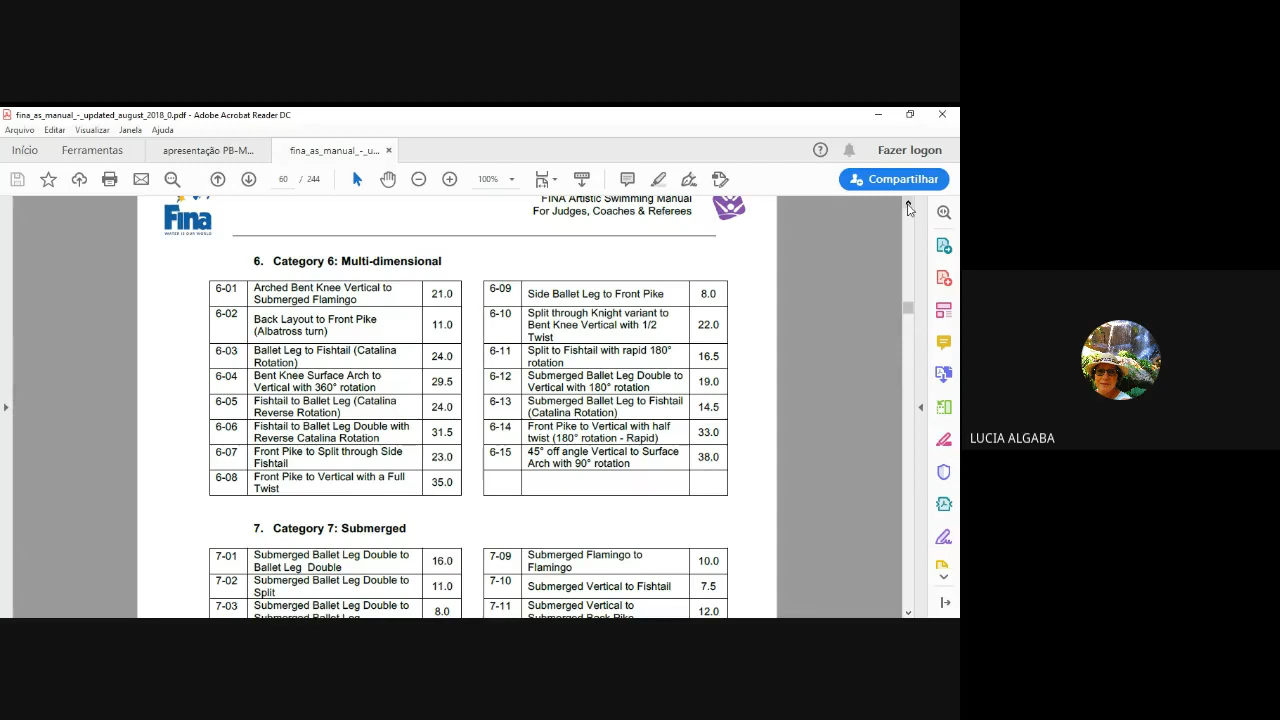 fina_as_manual_-_updated_august_2018_0.pdf - Adobe Acrobat Reader DC
Arquivo Editar Visualizar Janela Ajuda
Início Ferramentas apresentação PB-M... fina_as_manual_-_u... × Fazer logon
60 / 244 100% Compartilhar
fina
WATER IS OUR WORLD
FINA Artistic Swimming Manual
For Judges, Coaches & Referees
6. Category 6: Multi-dimensional
6-01 Arched Bent Knee Vertical to
Submerged Flamingo 21.0
6-02 Back Layout to Front Pike
(Albatross turn) 11.0
6-03 Ballet Leg to Fishtail (Catalina
Rotation) 24.0
6-04 Bent Knee Surface Arch to
Vertical with 360° rotation 29.5
6-05 Fishtail to Ballet Leg (Catalina
Reverse Rotation) 24.0
6-06 Fishtail to Ballet Leg Double with
Reverse Catalina Rotation 31.5
6-07 Front Pike to Split through Side
Fishtail 23.0
6-08 Front Pike to Vertical with a Full
Twist 35.0
6-09 Side Ballet Leg to Front Pike 8.0
6-10 Split through Knight variant to
Bent Knee Vertical with 1/2
Twist 22.0
6-11 Split to Fishtail with rapid 180°
rotation 16.5
6-12 Submerged Ballet Leg Double to
Vertical with 180° rotation 19.0
6-13 Submerged Ballet Leg to Fishtail
(Catalina Rotation) 14.5
6-14 Front Pike to Vertical with half
twist (180° rotation - Rapid) 33.0
6-15 45° off angle Vertical to Surface
Arch with 90° rotation 38.0
7. Category 7: Submerged
7-01 Submerged Ballet Leg Double to
Ballet Leg Double 16.0
7-02 Submerged Ballet Leg Double to
Split 11.0
7-03 Submerged Ballet Leg Double to
Submerged Ballet Leg 8.0
7-09 Submerged Flamingo to
Flamingo 10.0
7-10 Submerged Vertical to Fishtail 7.5
7-11 Submerged Vertical to
Submerged Back Pike 12.0
LUCIA ALGABA